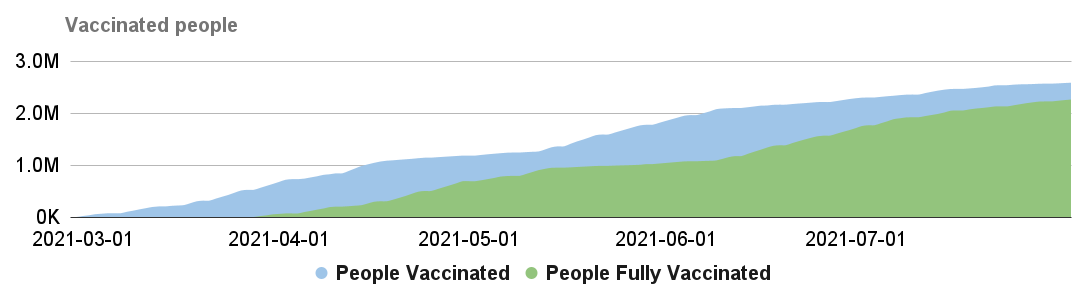 Vaccinated people
3.0M
2.0M
1.0M
0K
2021-03-01 2021-04-01 2021-05-01 2021-06-01 2021-07-01
People Vaccinated People Fully Vaccinated